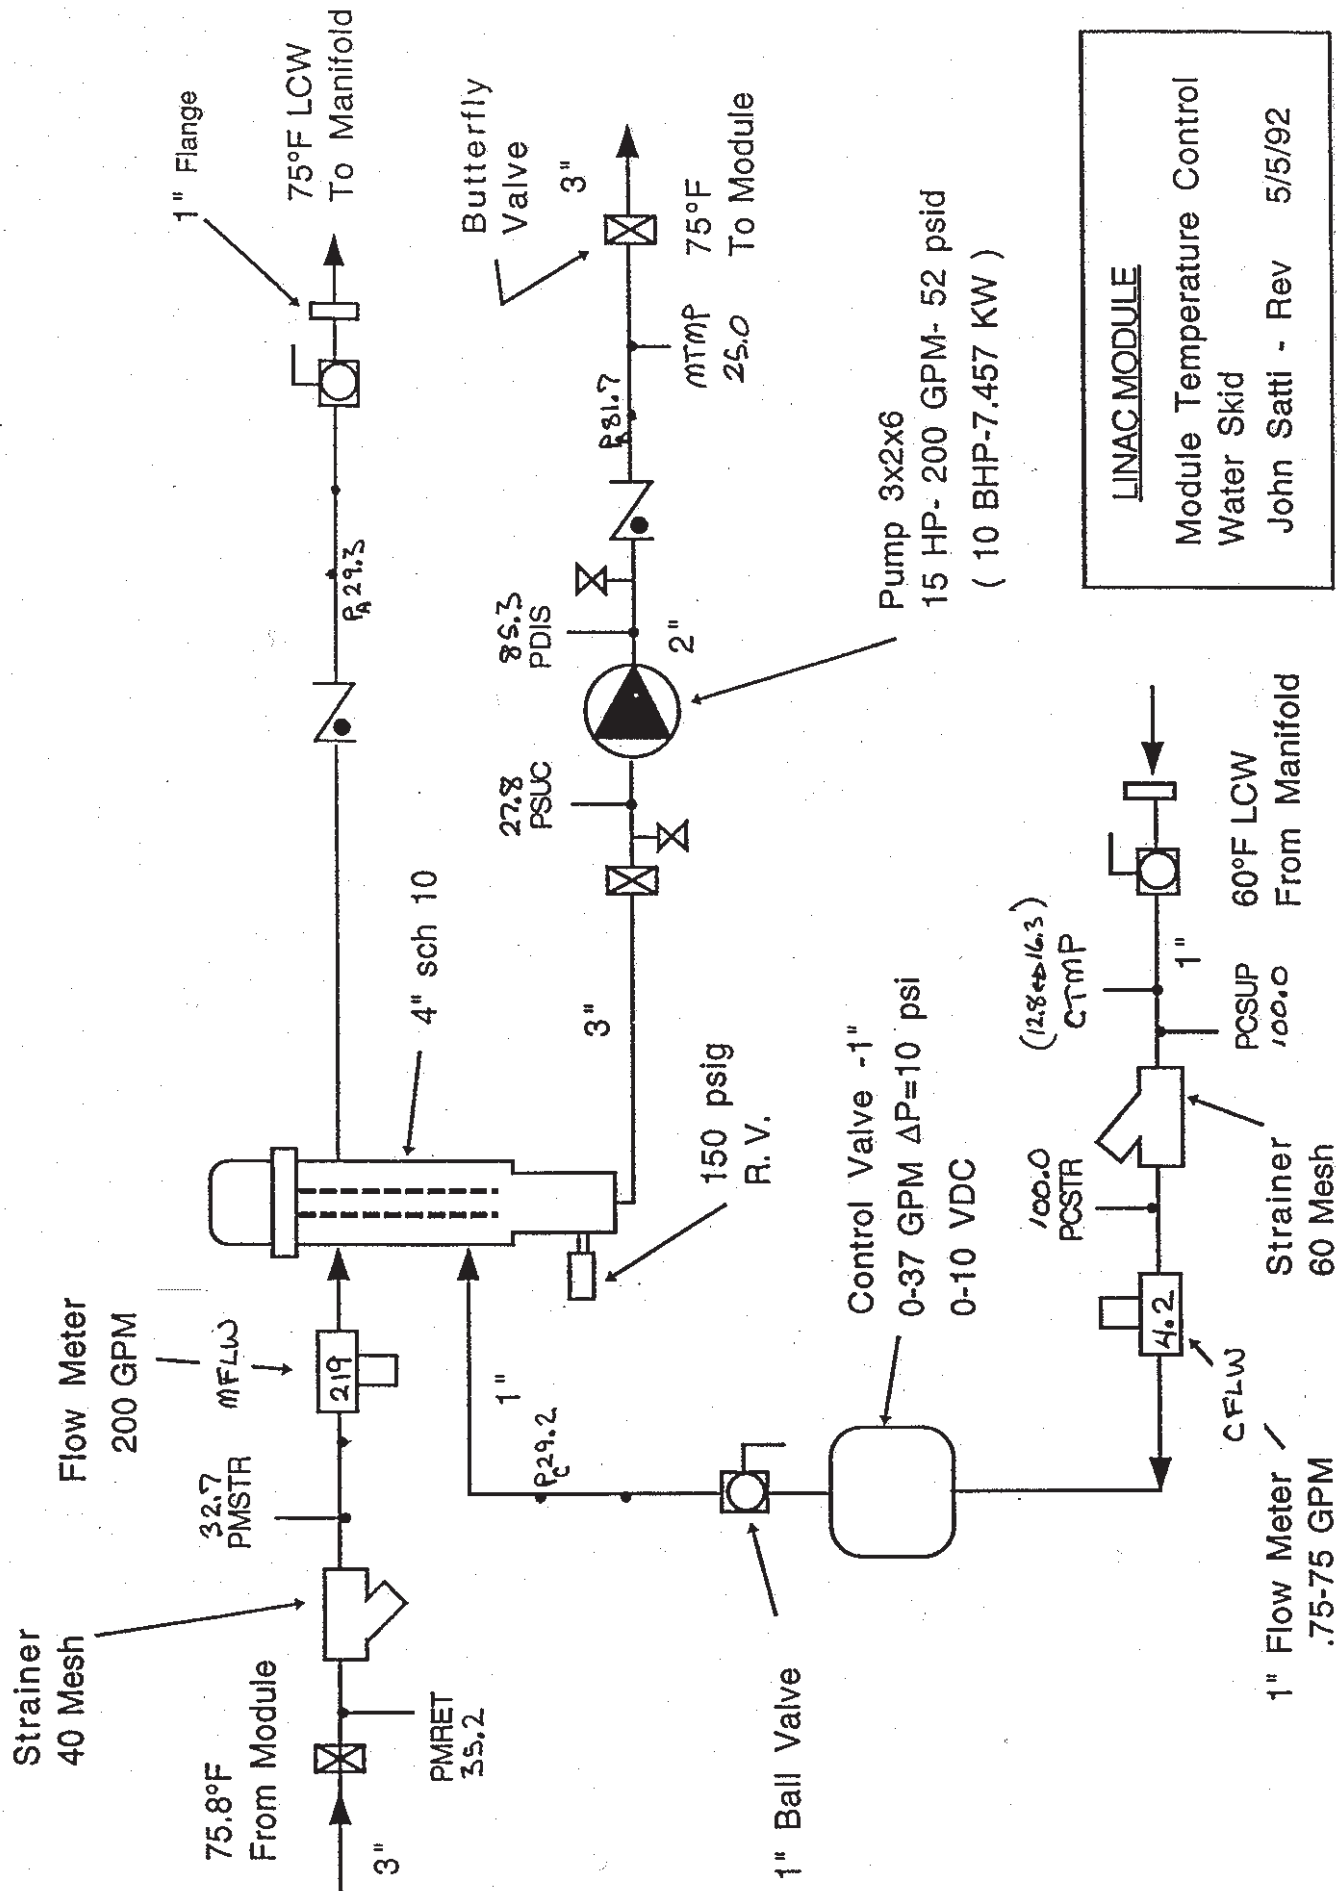 Strainer
40 Mesh
75.8°F
From Module
3"
PMRET
35.2
32.7
PMSTR
Flow Meter
200 GPM
MFLW
219
4" sch 10
PA 29.3
1" Flange
75°F LCW
To Manifold
Butterfly
Valve
3"
75°F
To Module
MTMP
25.0
81.7
85.3
PDIS
2"
27.8
PSUC
3"
Pump 3x2x6
15 HP- 200 GPM- 52 psid
( 10 BHP-7.457 KW )
150 psig
R. V.
1"
PC 29.2
1" Ball Valve
Control Valve -1"
0-37 GPM ΔP=10 psi
0-10 VDC
(12.8↔16.3)
CTMP
1"
60°F LCW
From Manifold
PCSUP
100.0
100.0
PCSTR
Strainer
60 Mesh
4.2
CFLW
1" Flow Meter /
.75-75 GPM
LINAC MODULE
Module Temperature Control
Water Skid
John Satti - Rev 5/5/92